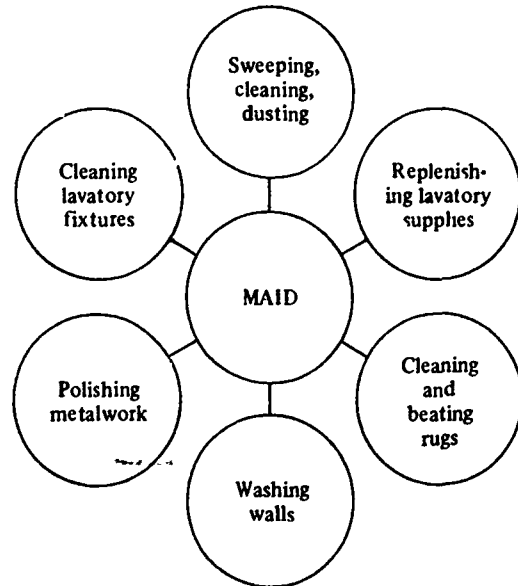 Sweeping,
cleaning,
dusting
Cleaning
lavatory
fixtures
Replenish-
ing lavatory
supplies
MAID
Polishing
metalwork
Cleaning
and
beating
rugs
Washing
walls